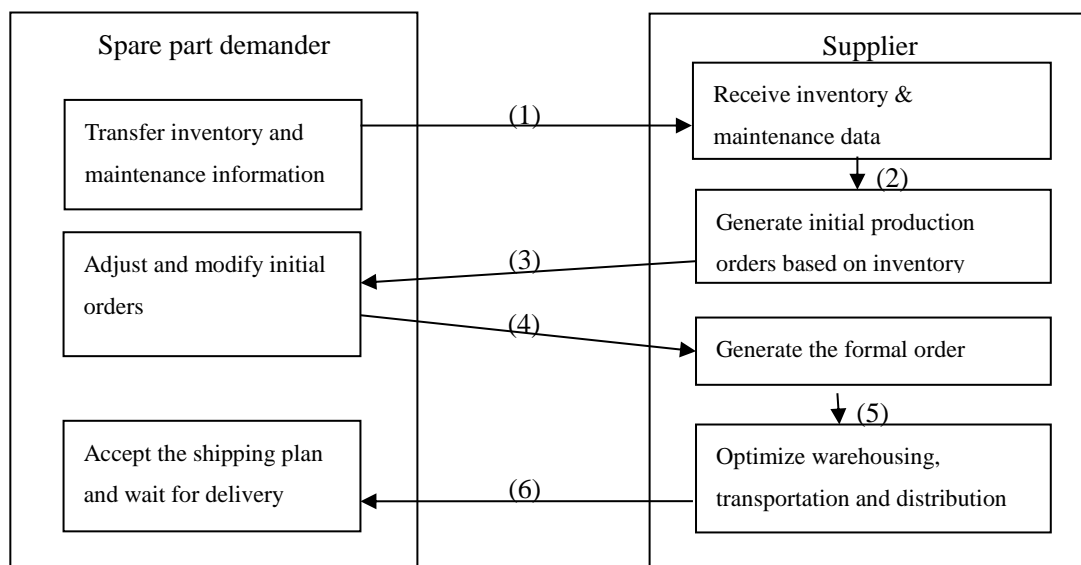 Spare part demander
Supplier
Transfer inventory and
maintenance information
(1)
Receive inventory &
maintenance data
(2)
Generate initial production
orders based on inventory
(3)
Adjust and modify initial
orders
(4)
Generate the formal order
(5)
Optimize warehousing,
transportation and distribution
(6)
Accept the shipping plan
and wait for delivery